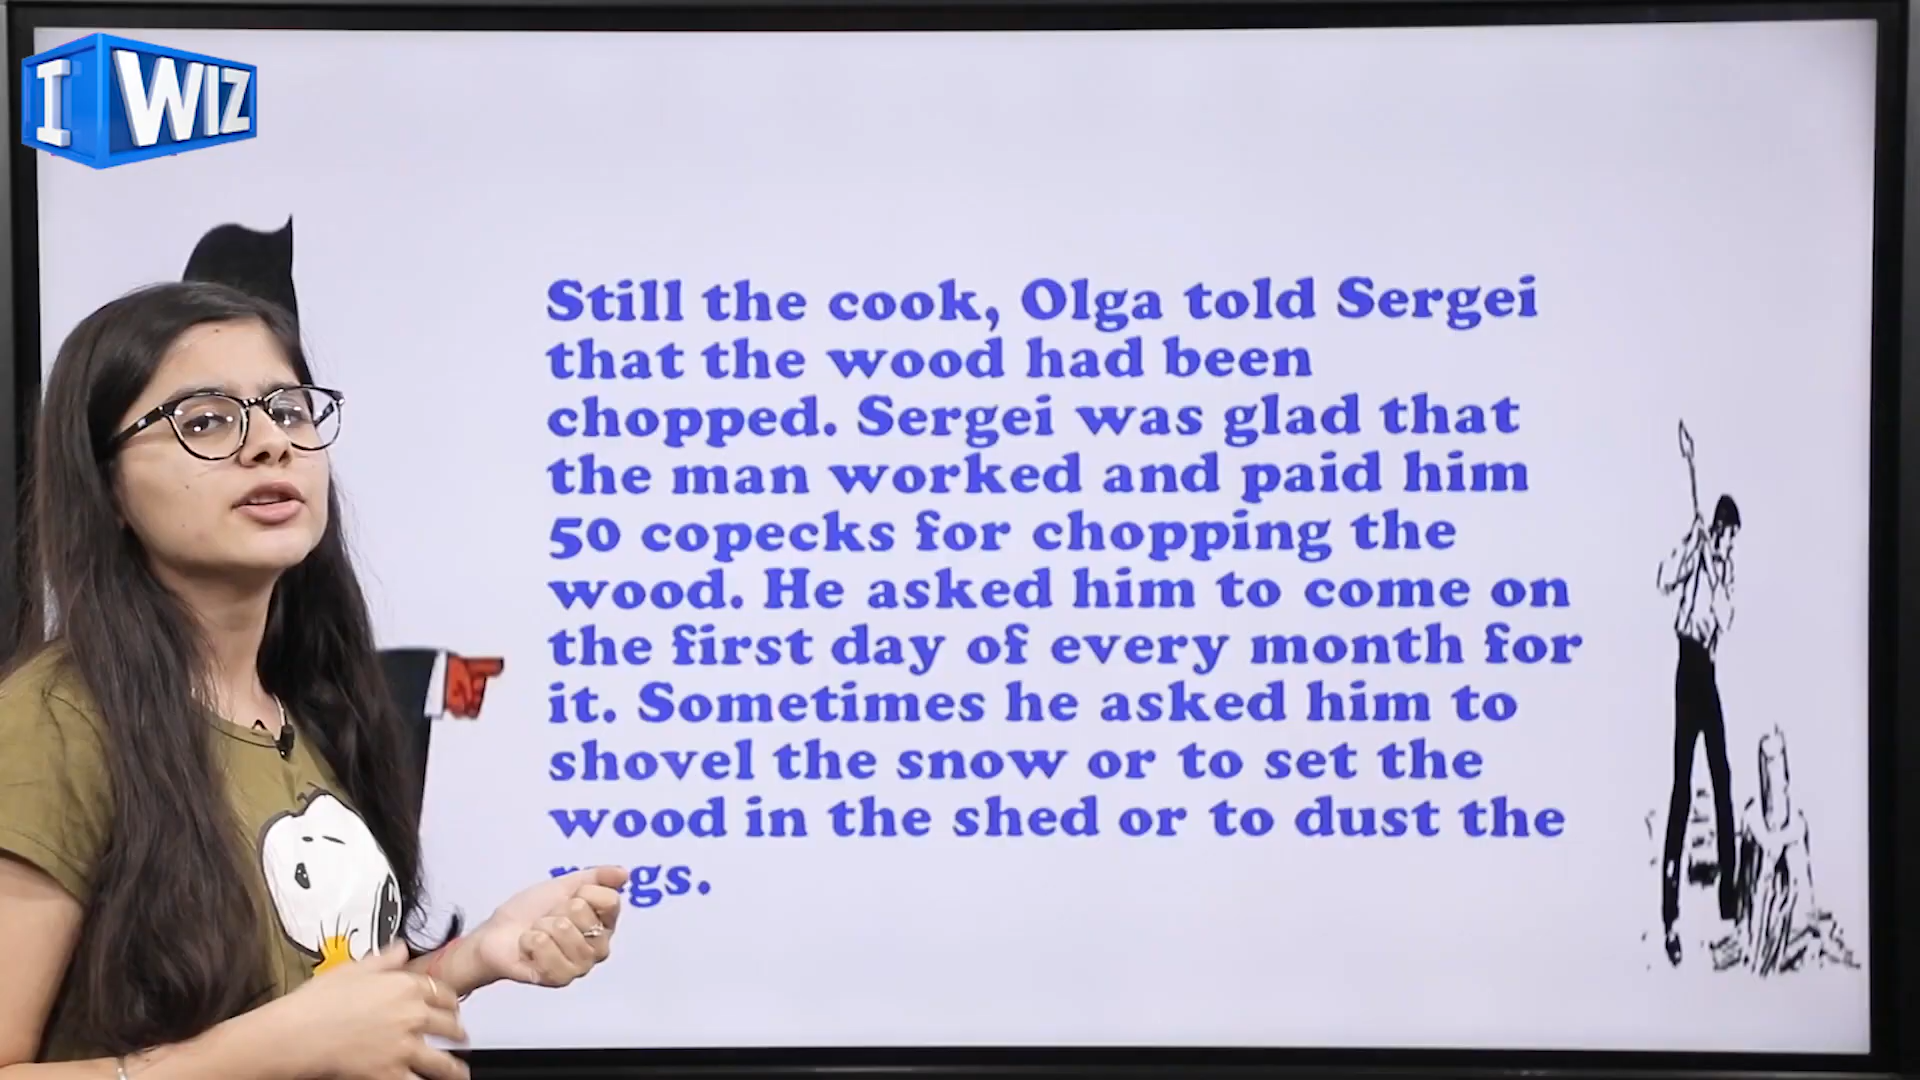 I WIZ
Still the cook, Olga told Sergei
that the wood had been
chopped. Sergei was glad that
the man worked and paid him
50 copecks for chopping the
wood. He asked him to come on
the first day of every month for
it. Sometimes he asked him to
shovel the snow or to set the
wood in the shed or to dust the
rugs.